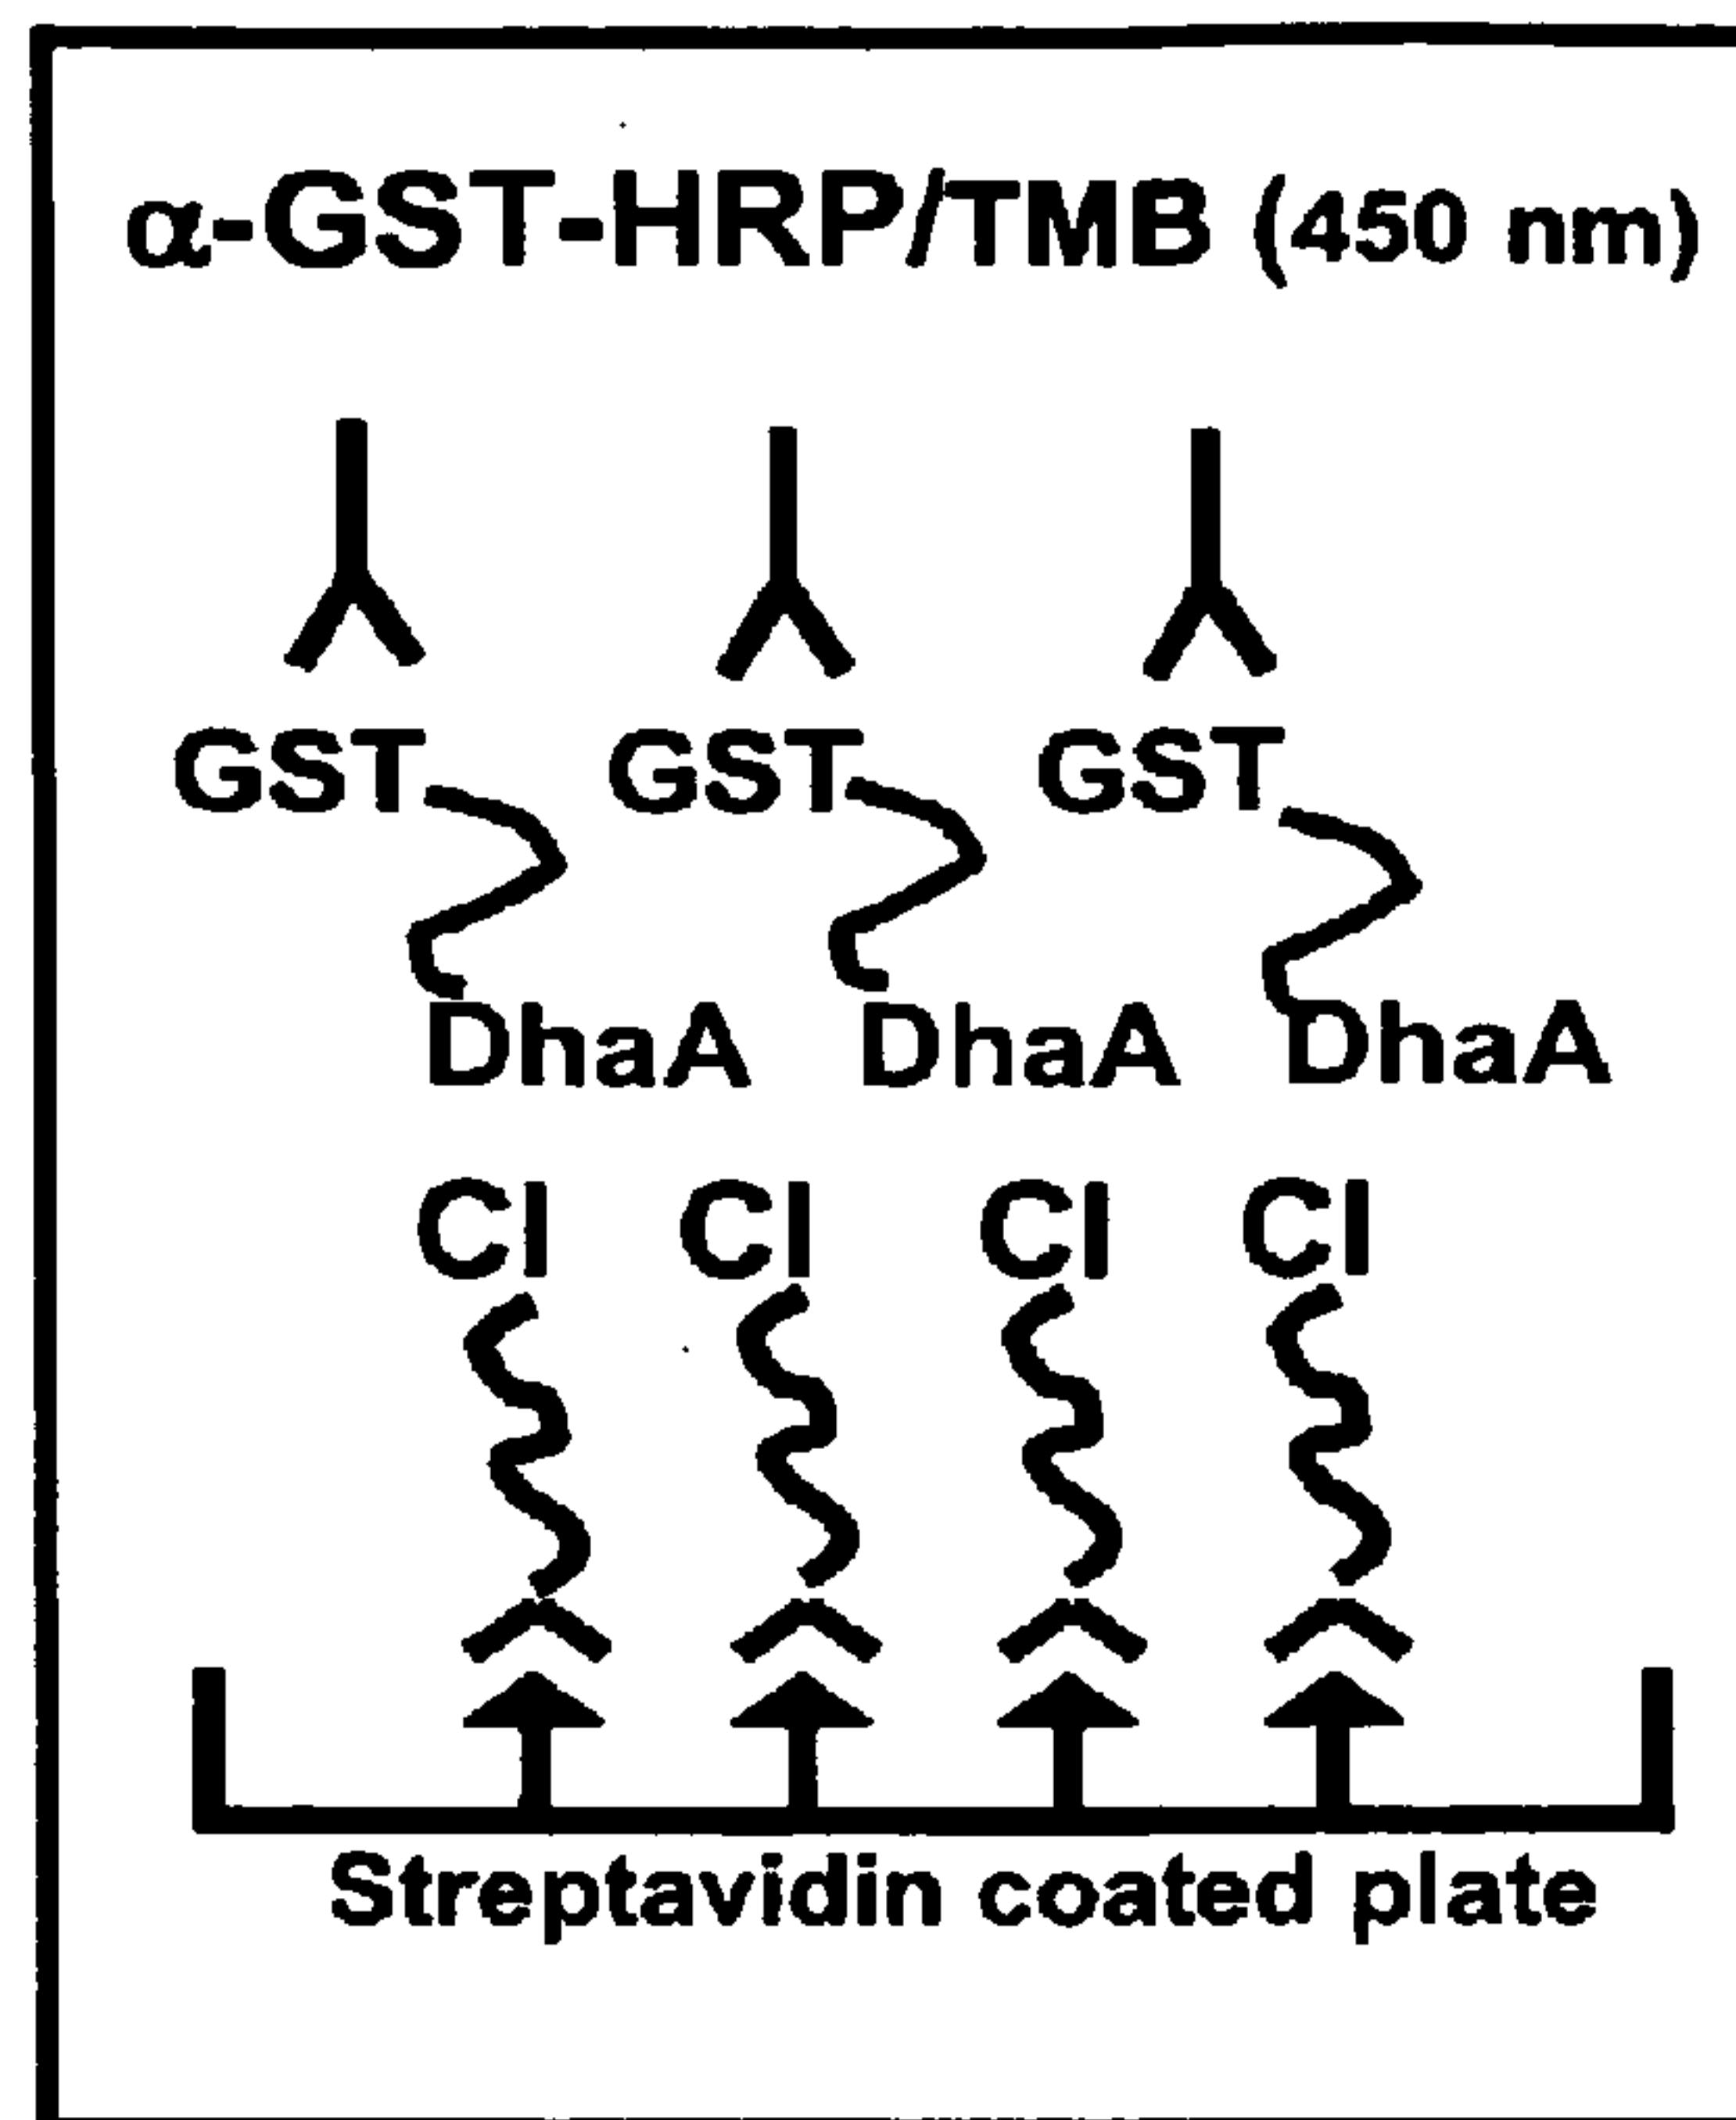 α-GST-HRP/TMB (450 nm)
GST GST GST
DhaA DhaA DhaA
Cl Cl Cl Cl
Streptavidin coated plate